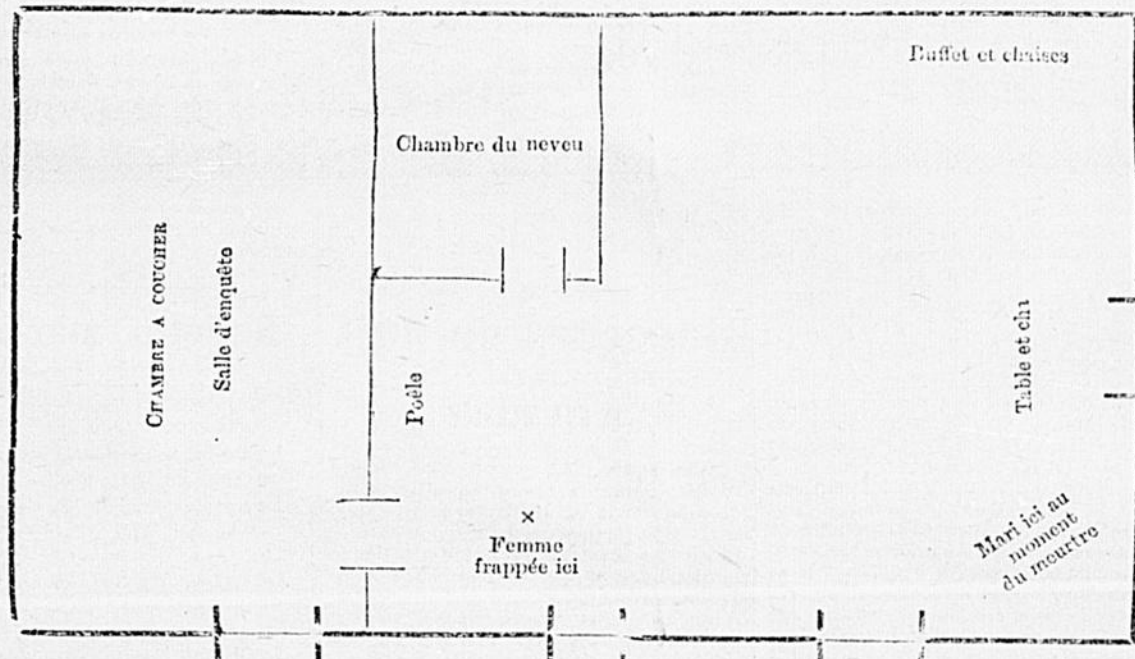 Buffet et chaises
Chambre du neveu
CHAMBRE A COUCHER
Salle d'enquête
Poêle
Table et chi
Femme
frappée ici
Mari ici au
moment
du meurtre